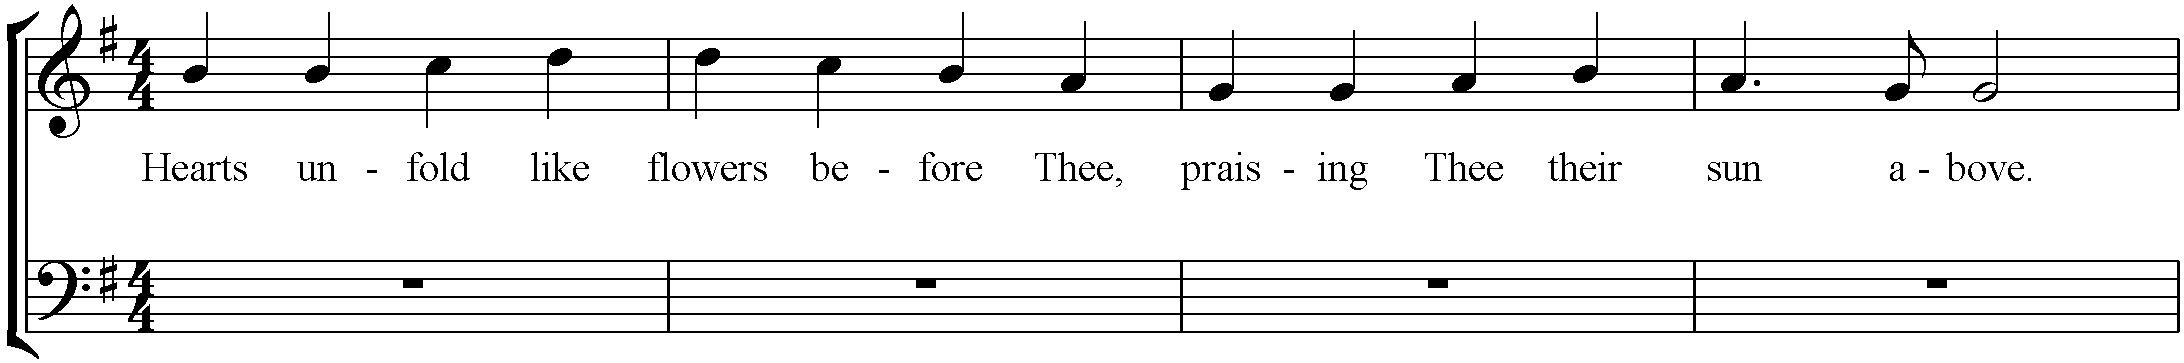 Hearts un - fold like flowers be - fore Thee, prais - ing Thee their sun a - bove.